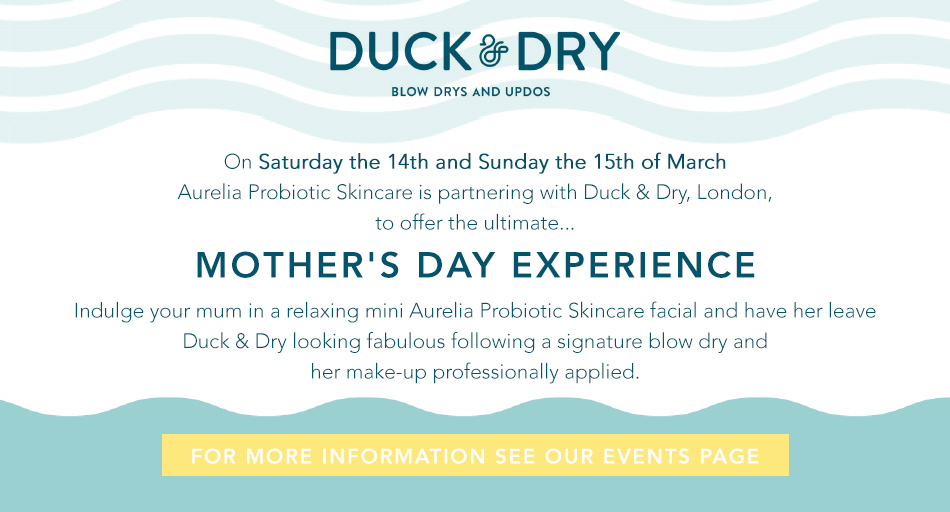 DUCK & DRY
BLOW DRYS AND UPDOS
On Saturday the 14th and Sunday the 15th of March
Aurelia Probiotic Skincare is partnering with Duck & Dry, London,
to offer the ultimate...
MOTHER'S DAY EXPERIENCE
Indulge your mum in a relaxing mini Aurelia Probiotic Skincare facial and have her leave
Duck & Dry looking fabulous following a signature blow dry and
her make-up professionally applied.
FOR MORE INFORMATION SEE OUR EVENTS PAGE